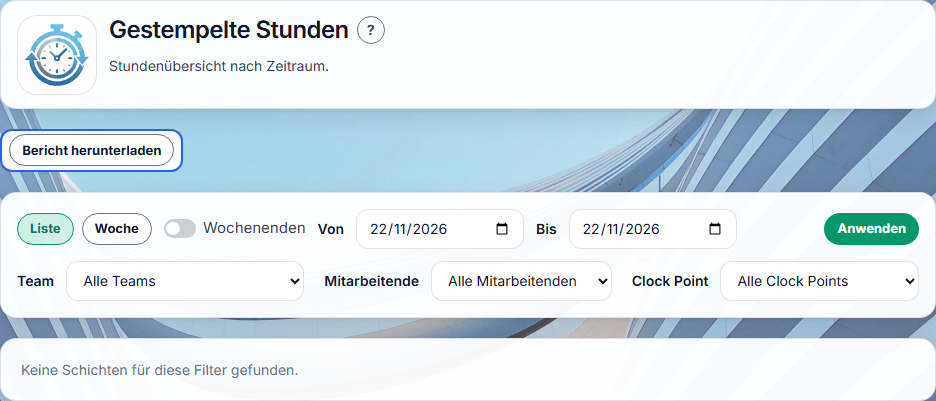 Gestempelte Stunden ?
Stundenübersicht nach Zeitraum.
Bericht herunterladen
Liste Woche Wochenenden Von 22/11/2026 Bis 22/11/2026 Anwenden
Team Alle Teams Mitarbeitende Alle Mitarbeitenden Clock Point Alle Clock Points
Keine Schichten für diese Filter gefunden.